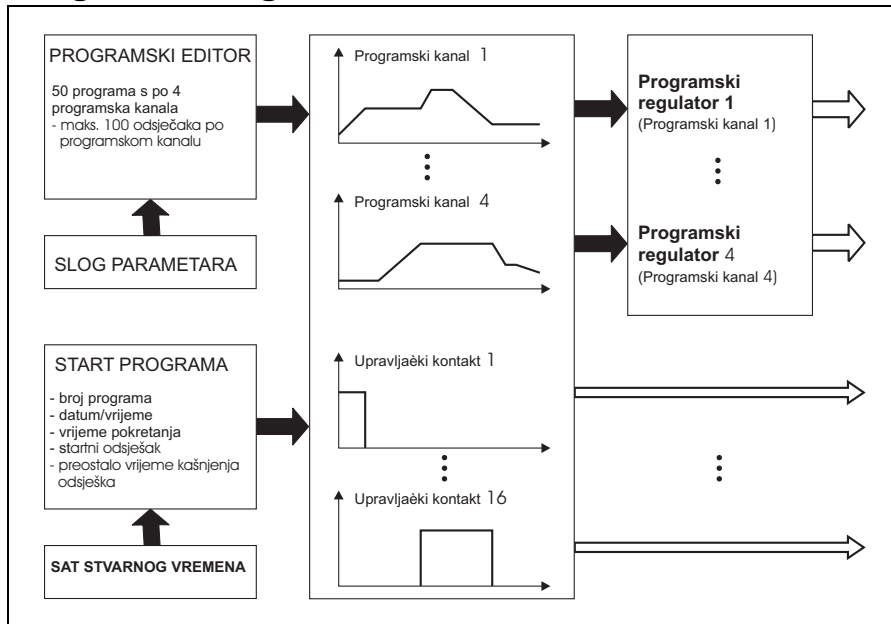 PROGRAMSKI EDITOR
50 programa s po 4
programska kanala
- maks. 100 odsječaka po
programskom kanalu
SLOG PARAMETARA
START PROGRAMA
- broj programa
- datum/vrijeme
- vrijeme pokretanja
- startni odsješak
- preostalo vrijeme kašnjenja
odsješka
SAT STVARNOG VREMENA
Programski kanal 1
Programski kanal 4
Upravljaèki kontakt 1
Upravljaèki kontakt 16
Programski
regulator 1
(Programski kanal 1)
Programski
regulator 4
(Programski kanal 4)